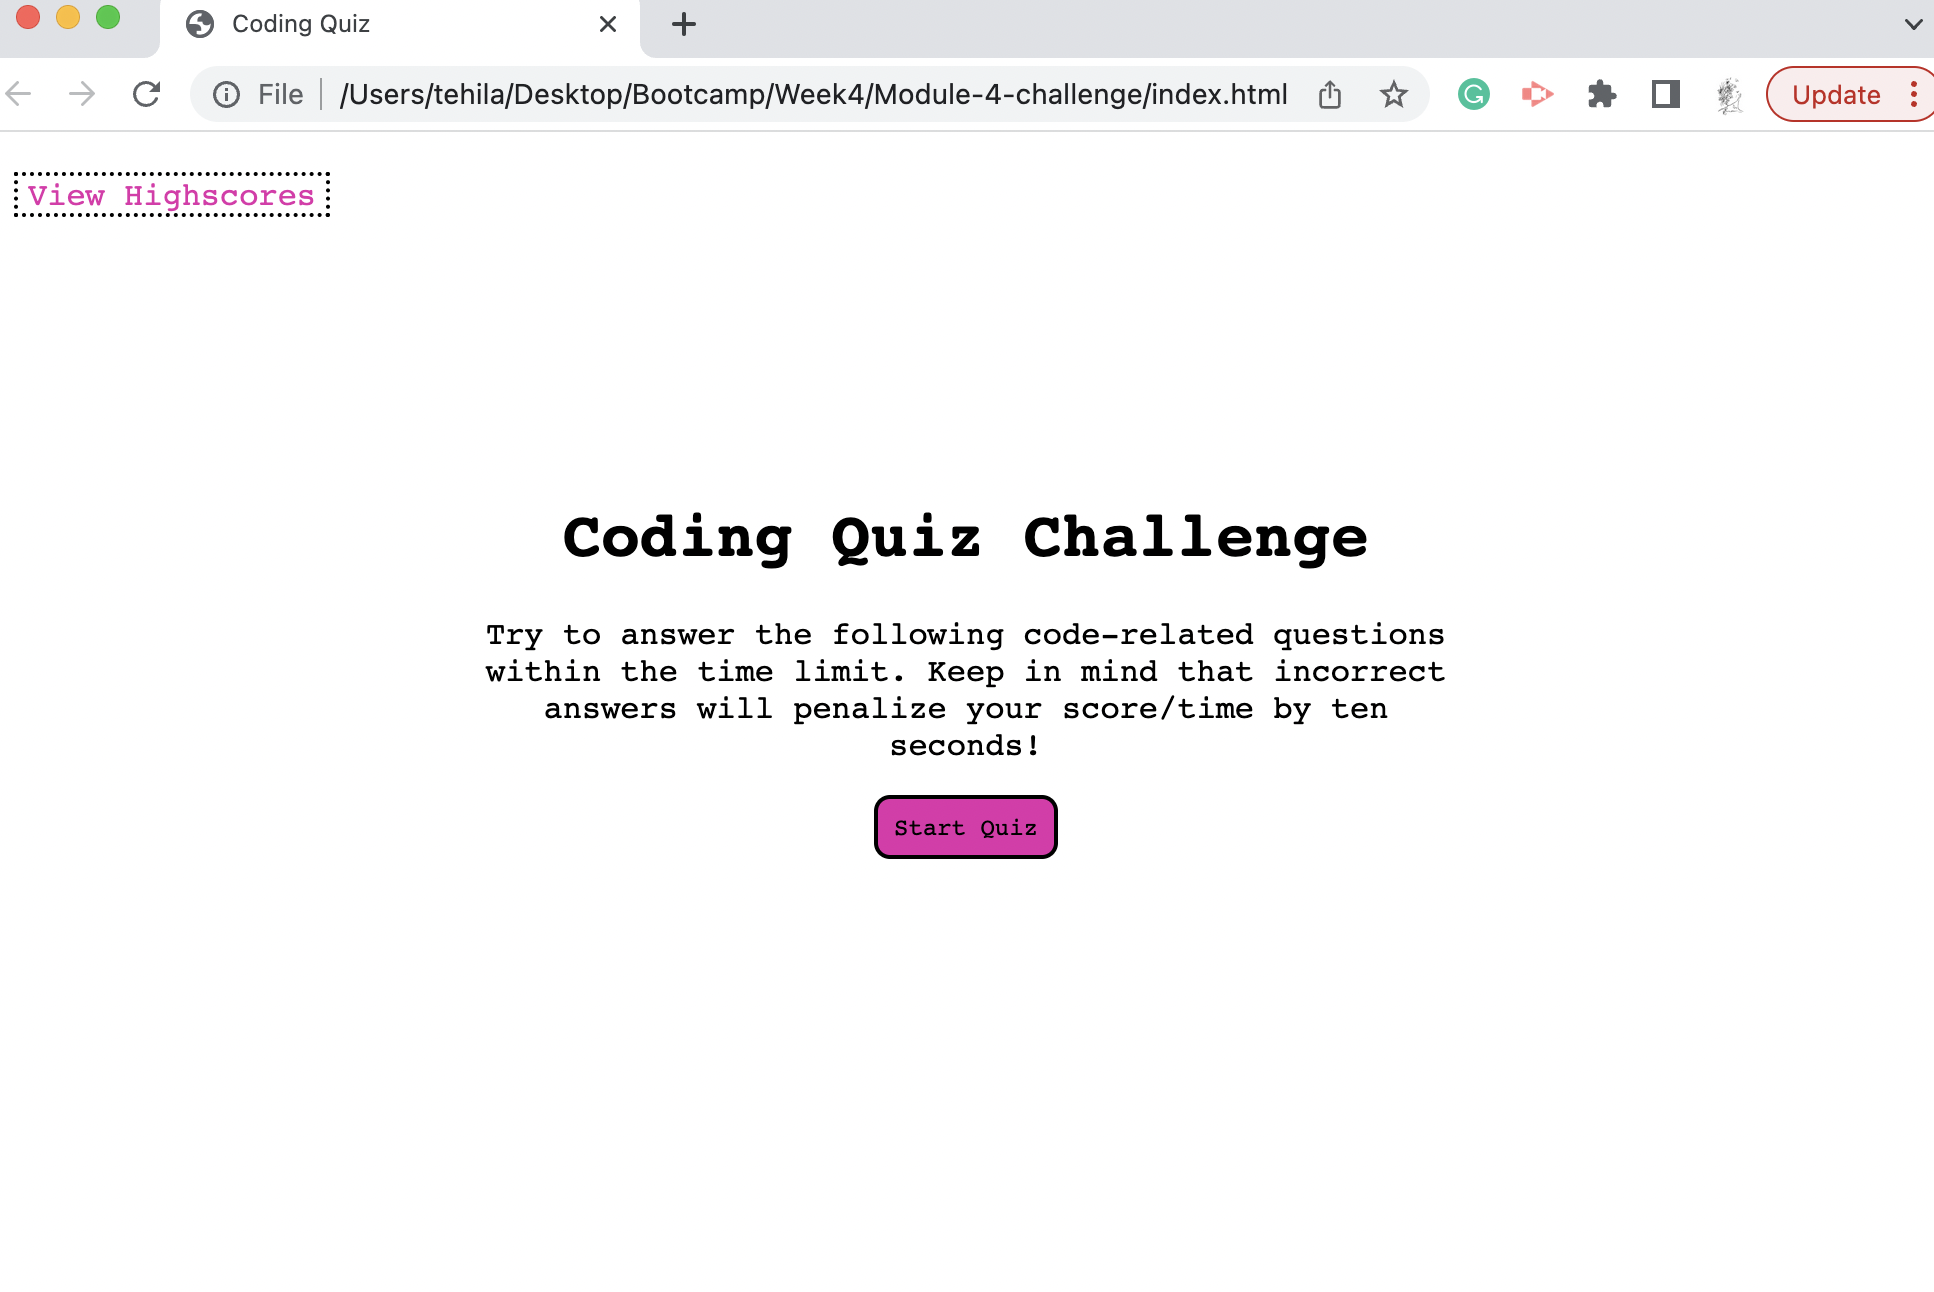 Coding Quiz
File /Users/tehila/Desktop/Bootcamp/Week4/Module-4-challenge/index.html Update
View Highscores
Coding Quiz Challenge
Try to answer the following code-related questions
within the time limit. Keep in mind that incorrect
answers will penalize your score/time by ten
seconds!
Start Quiz